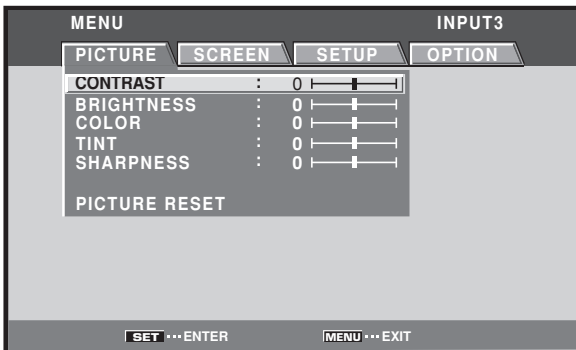 MENU INPUT3
PICTURE SCREEN SETUP OPTION
CONTRAST : 0
BRIGHTNESS : 0
COLOR : 0
TINT : 0
SHARPNESS : 0
PICTURE RESET
SET ··· ENTER MENU ··· EXIT